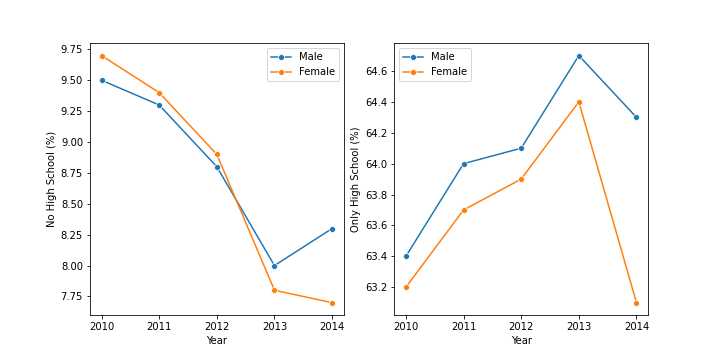 No High School (%)
9.75
9.50
9.25
9.00
8.75
8.50
8.25
8.00
7.75
2010 2011 2012 2013 2014
Year
Male
Female
Only High School (%)
64.6
64.4
64.2
64.0
63.8
63.6
63.4
63.2
2010 2011 2012 2013 2014
Year
Male
Female